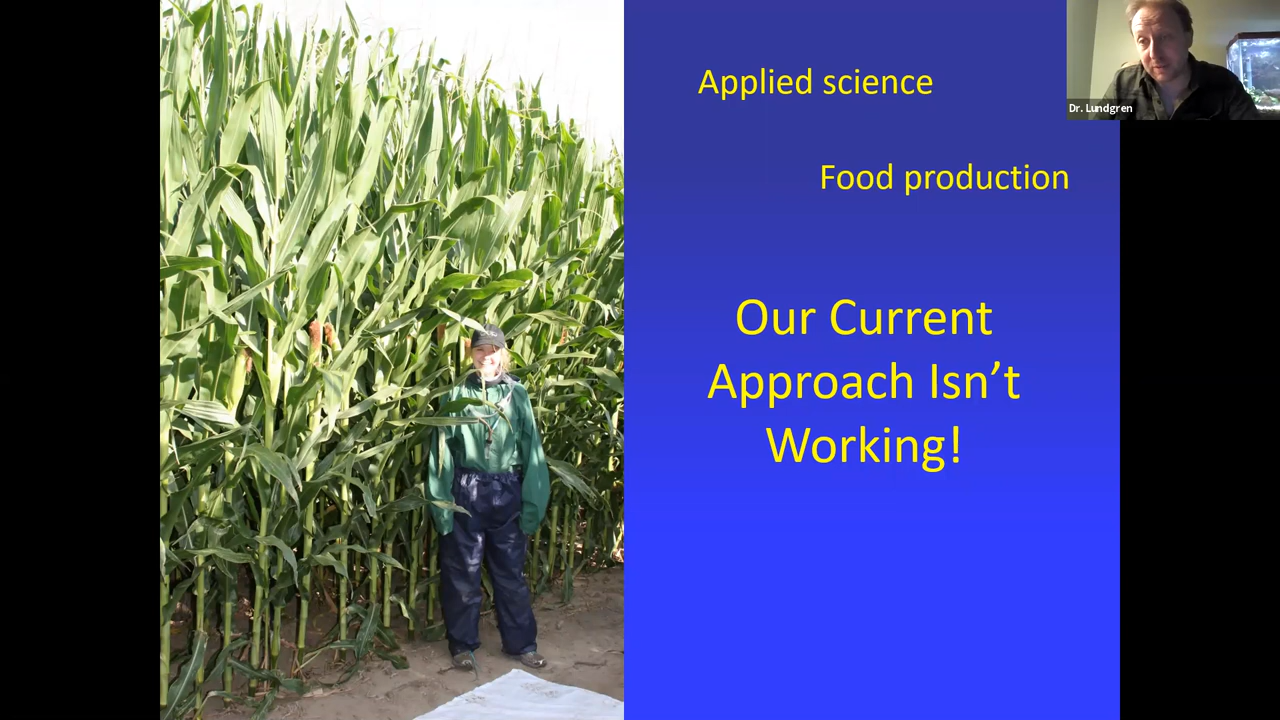 Applied science
Dr. Lundgren
Food production
Our Current
Approach Isn’t
Working!